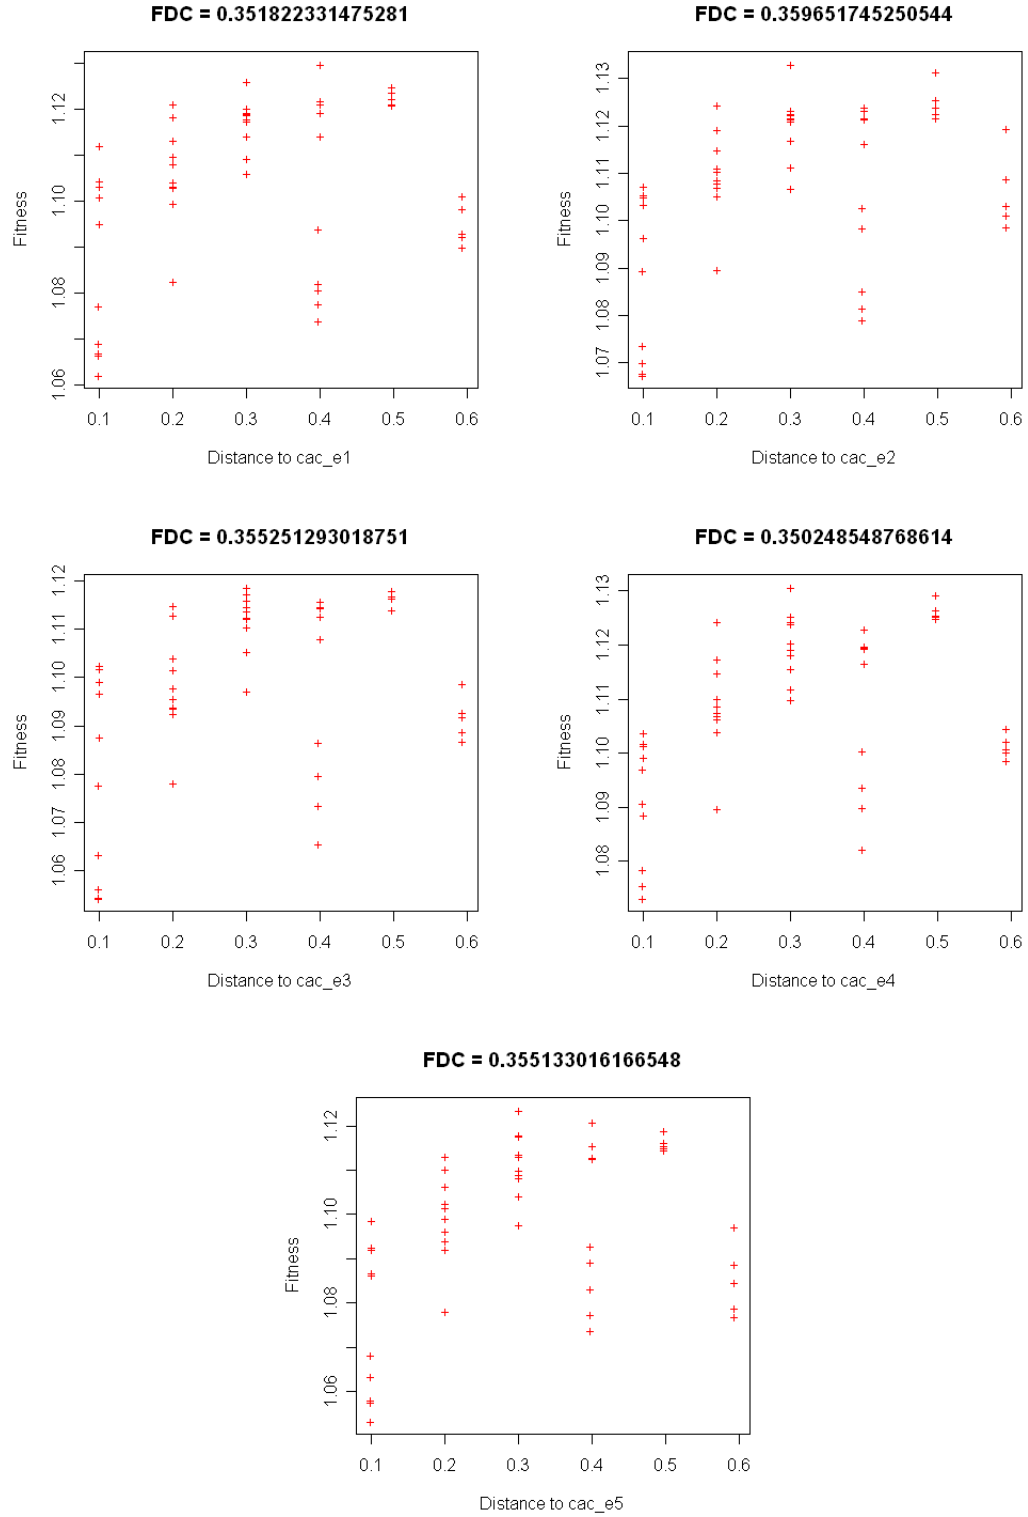 FDC = 0.351822331475281
Fitness
1.06 1.08 1.10 1.12
0.1 0.2 0.3 0.4 0.5 0.6
Distance to cac_e1
FDC = 0.359651745250544
Fitness
1.07 1.08 1.09 1.10 1.11 1.12 1.13
0.1 0.2 0.3 0.4 0.5 0.6
Distance to cac_e2
FDC = 0.355251293018751
Fitness
1.06 1.07 1.08 1.09 1.10 1.11 1.12
0.1 0.2 0.3 0.4 0.5 0.6
Distance to cac_e3
FDC = 0.350248548768614
Fitness
1.08 1.09 1.10 1.11 1.12 1.13
0.1 0.2 0.3 0.4 0.5 0.6
Distance to cac_e4
FDC = 0.355133016166548
Fitness
1.06 1.08 1.10 1.12
0.1 0.2 0.3 0.4 0.5 0.6
Distance to cac_e5